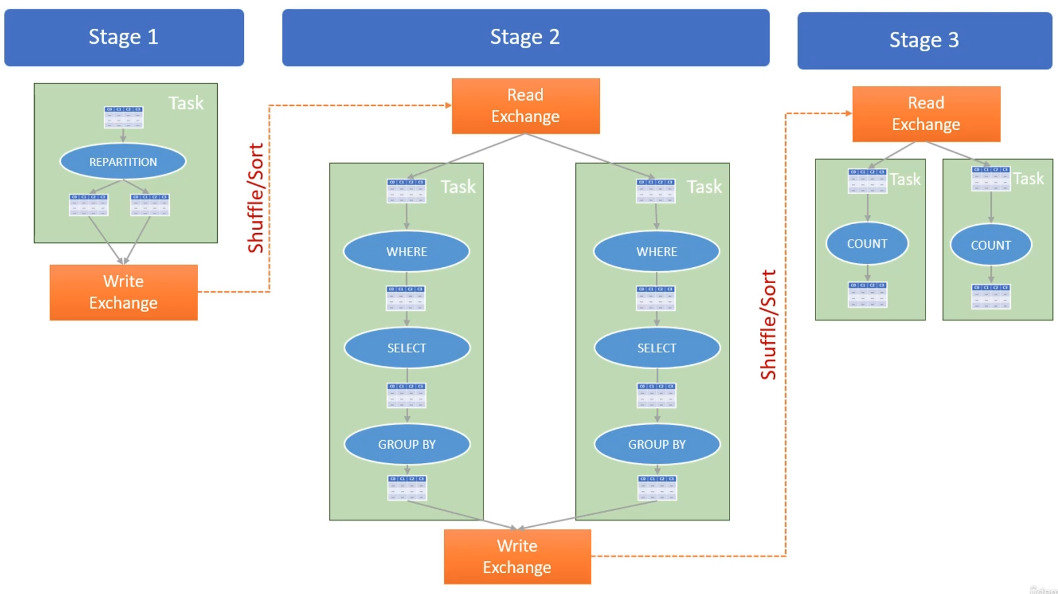 Stage 1
Stage 2
Stage 3
Task
REPARTITION
Write
Exchange
Shuffle/Sort
Read
Exchange
Task
WHERE
SELECT
GROUP BY
Task
WHERE
SELECT
GROUP BY
Write
Exchange
Shuffle/Sort
Read
Exchange
Task
COUNT
Task
COUNT